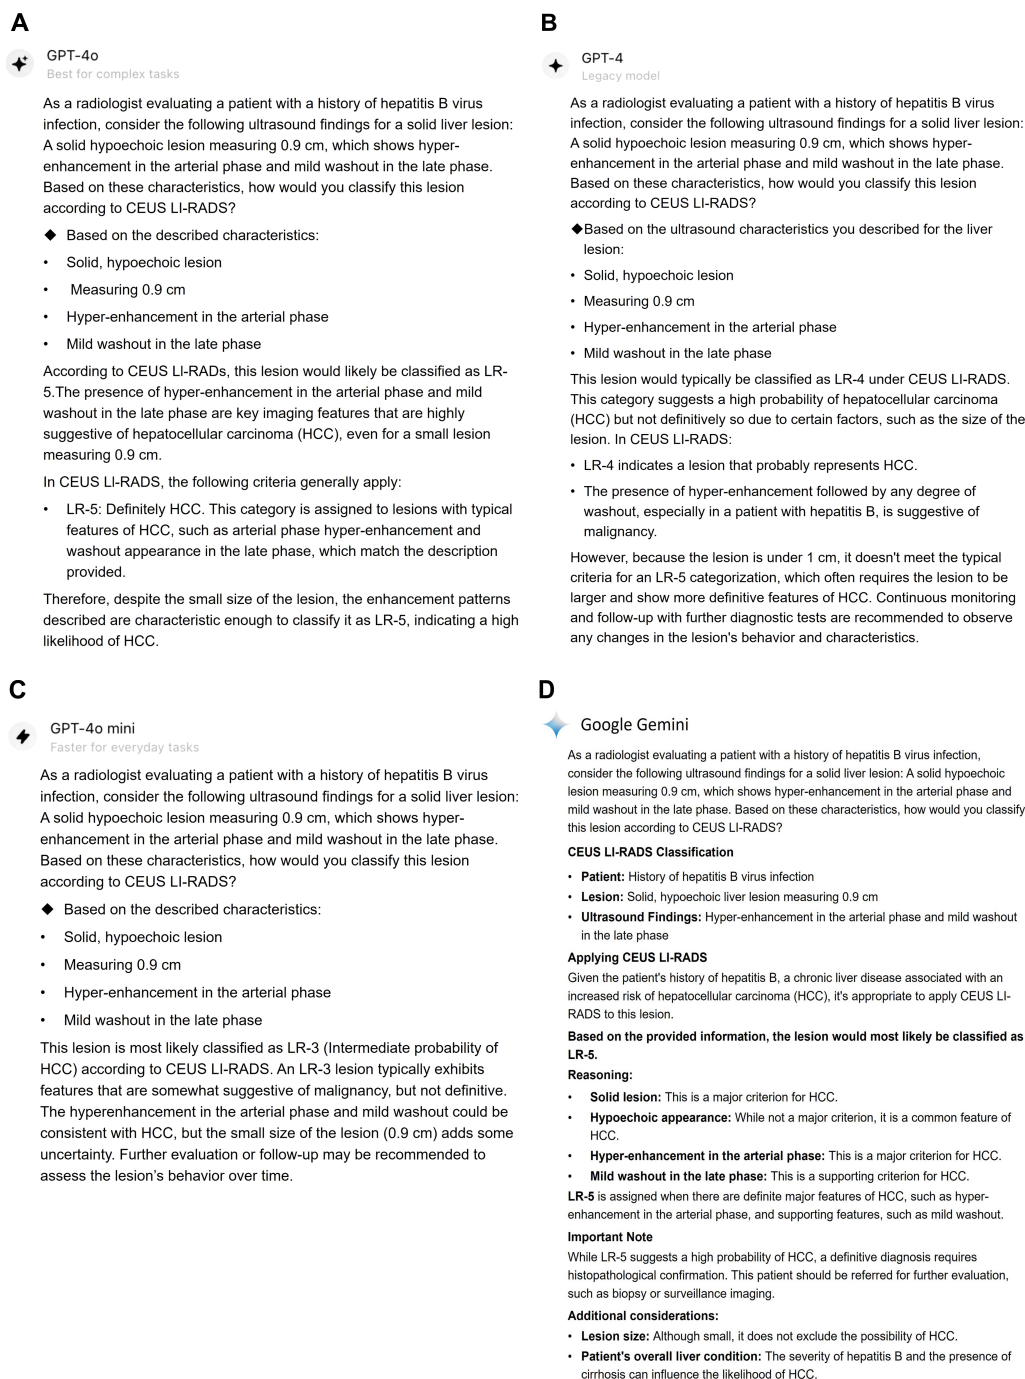 A
GPT-4o
Best for complex tasks
As a radiologist evaluating a patient with a history of hepatitis B virus
infection, consider the following ultrasound findings for a solid liver lesion:
A solid hypoechoic lesion measuring 0.9 cm, which shows hyper-
enhancement in the arterial phase and mild washout in the late phase.
Based on these characteristics, how would you classify this lesion
according to CEUS LI-RADS?
◆ Based on the described characteristics:
• Solid, hypoechoic lesion
• Measuring 0.9 cm
• Hyper-enhancement in the arterial phase
• Mild washout in the late phase
According to CEUS LI-RADs, this lesion would likely be classified as LR-
5.The presence of hyper-enhancement in the arterial phase and mild
washout in the late phase are key imaging features that are highly
suggestive of hepatocellular carcinoma (HCC), even for a small lesion
measuring 0.9 cm.
In CEUS LI-RADS, the following criteria generally apply:
• LR-5: Definitely HCC. This category is assigned to lesions with typical
features of HCC, such as arterial phase hyper-enhancement and
washout appearance in the late phase, which match the description
provided.
Therefore, despite the small size of the lesion, the enhancement patterns
described are characteristic enough to classify it as LR-5, indicating a high
likelihood of HCC.
B
GPT-4
Legacy model
As a radiologist evaluating a patient with a history of hepatitis B virus
infection, consider the following ultrasound findings for a solid liver lesion:
A solid hypoechoic lesion measuring 0.9 cm, which shows hyper-
enhancement in the arterial phase and mild washout in the late phase.
Based on these characteristics, how would you classify this lesion
according to CEUS LI-RADS?
◆Based on the ultrasound characteristics you described for the liver
lesion:
• Solid, hypoechoic lesion
• Measuring 0.9 cm
• Hyper-enhancement in the arterial phase
• Mild washout in the late phase
This lesion would typically be classified as LR-4 under CEUS LI-RADS.
This category suggests a high probability of hepatocellular carcinoma
(HCC) but not definitively so due to certain factors, such as the size of the
lesion. In CEUS LI-RADS:
• LR-4 indicates a lesion that probably represents HCC.
• The presence of hyper-enhancement followed by any degree of
washout, especially in a patient with hepatitis B, is suggestive of
malignancy.
However, because the lesion is under 1 cm, it doesn't meet the typical
criteria for an LR-5 categorization, which often requires the lesion to be
larger and show more definitive features of HCC. Continuous monitoring
and follow-up with further diagnostic tests are recommended to observe
any changes in the lesion's behavior and characteristics.
C
GPT-4o mini
Faster for everyday tasks
As a radiologist evaluating a patient with a history of hepatitis B virus
infection, consider the following ultrasound findings for a solid liver lesion:
A solid hypoechoic lesion measuring 0.9 cm, which shows hyper-
enhancement in the arterial phase and mild washout in the late phase.
Based on these characteristics, how would you classify this lesion
according to CEUS LI-RADS?
◆ Based on the described characteristics:
• Solid, hypoechoic lesion
• Measuring 0.9 cm
• Hyper-enhancement in the arterial phase
• Mild washout in the late phase
This lesion is most likely classified as LR-3 (Intermediate probability of
HCC) according to CEUS LI-RADS. An LR-3 lesion typically exhibits
features that are somewhat suggestive of malignancy, but not definitive.
The hyperenhancement in the arterial phase and mild washout could be
consistent with HCC, but the small size of the lesion (0.9 cm) adds some
uncertainty. Further evaluation or follow-up may be recommended to
assess the lesion’s behavior over time.
D
Google Gemini
As a radiologist evaluating a patient with a history of hepatitis B virus infection,
consider the following ultrasound findings for a solid liver lesion: A solid hypoechoic
lesion measuring 0.9 cm, which shows hyper-enhancement in the arterial phase and
mild washout in the late phase. Based on these characteristics, how would you classify
this lesion according to CEUS LI-RADS?
CEUS LI-RADS Classification
• Patient: History of hepatitis B virus infection
• Lesion: Solid, hypoechoic liver lesion measuring 0.9 cm
• Ultrasound Findings: Hyper-enhancement in the arterial phase and mild washout
in the late phase
Applying CEUS LI-RADS
Given the patient's history of hepatitis B, a chronic liver disease associated with an
increased risk of hepatocellular carcinoma (HCC), it's appropriate to apply CEUS LI-
RADS to this lesion.
Based on the provided information, the lesion would most likely be classified as
LR-5.
Reasoning:
• Solid lesion: This is a major criterion for HCC.
• Hypoechoic appearance: While not a major criterion, it is a common feature of
HCC.
• Hyper-enhancement in the arterial phase: This is a major criterion for HCC.
• Mild washout in the late phase: This is a supporting criterion for HCC.
LR-5 is assigned when there are definite major features of HCC, such as hyper-
enhancement in the arterial phase, and supporting features, such as mild washout.
Important Note
While LR-5 suggests a high probability of HCC, a definitive diagnosis requires
histopathological confirmation. This patient should be referred for further evaluation,
such as biopsy or surveillance imaging.
Additional considerations:
• Lesion size: Although small, it does not exclude the possibility of HCC.
• Patient's overall liver condition: The severity of hepatitis B and the presence of
cirrhosis can influence the likelihood of HCC.